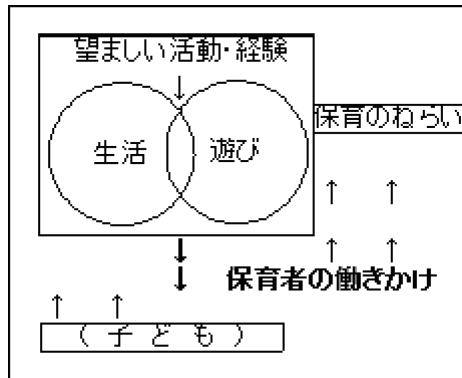 望ましい活動・経験
↓
保育のねらい
生活 遊び
↑ ↑
↓ ↑ ↑
↓ 保育者の働きかけ
↑ ↑
(子ども)